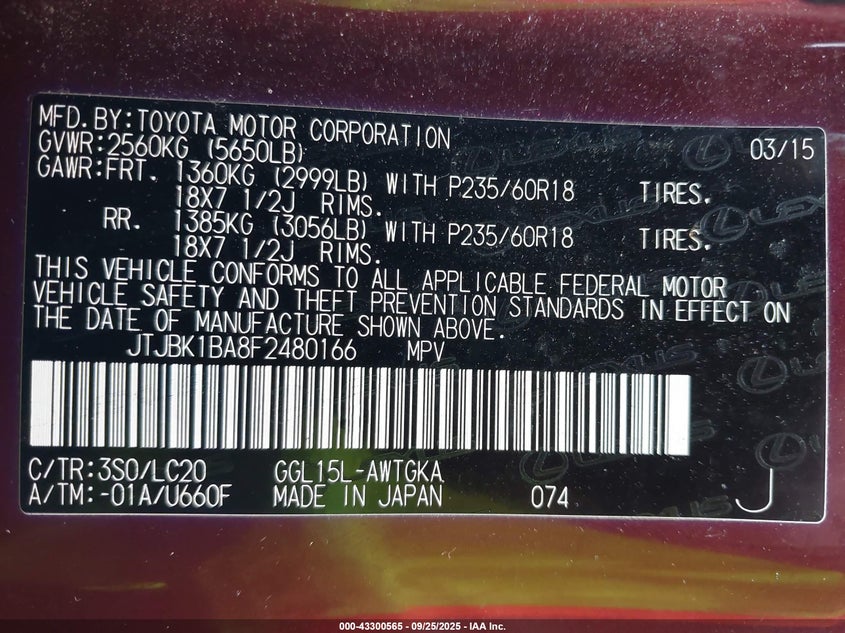 MFD.BY:TOYOTA MOTOR CORPORATION 03/15
GVWR:2560KG (5650LB)
GAWR:FRT. 1360KG (2999LB) WITH P235/60R18 TIRES.
18X7 1/2J RIMS.
RR. 1385KG (3056LB) WITH P235/60R18 TIRES.
18X7 1/2J RIMS.
THIS VEHICLE CONFORMS TO ALL APPLICABLE FEDERAL MOTOR
VEHICLE SAFETY AND THEFT PREVENTION STANDARDS IN EFFECT ON
THE DATE OF MANUFACTURE SHOWN ABOVE.
JTJBK1BA8F2480166 MPV
C/TR:3S0/LC20 GGL15L-AWTGKA
A/TM:-01A/U660F MADE IN JAPAN 074 J
LEXUS
000-43300565 - 09/25/2025 - IAA Inc.